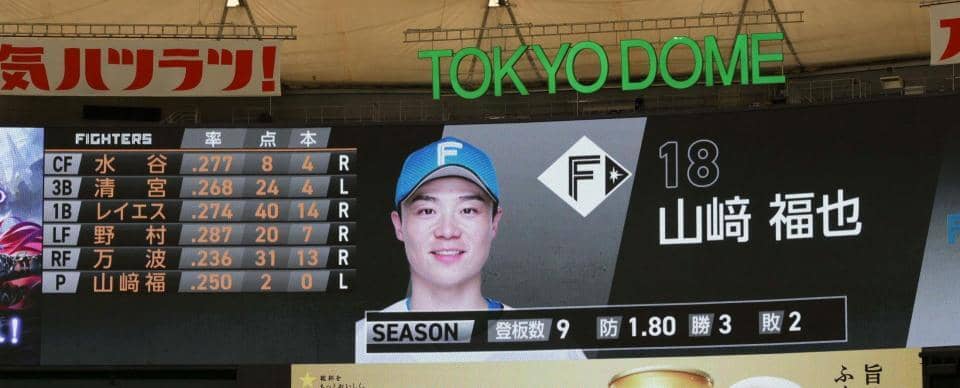 気ハツラツ!
TOKYO DOME
FIGHTERS 率 点 本
CF 水谷 .277 8 4 R
3B 清宮 .268 24 4 L
1B レイエス .274 40 14 R
LF 野村 .287 20 7 R
RF 万波 .236 31 13 R
P 山﨑福 .250 2 0 L
F
F
18
山﨑 福也
SEASON 登板数 9 防 1.80 勝 3 敗 2